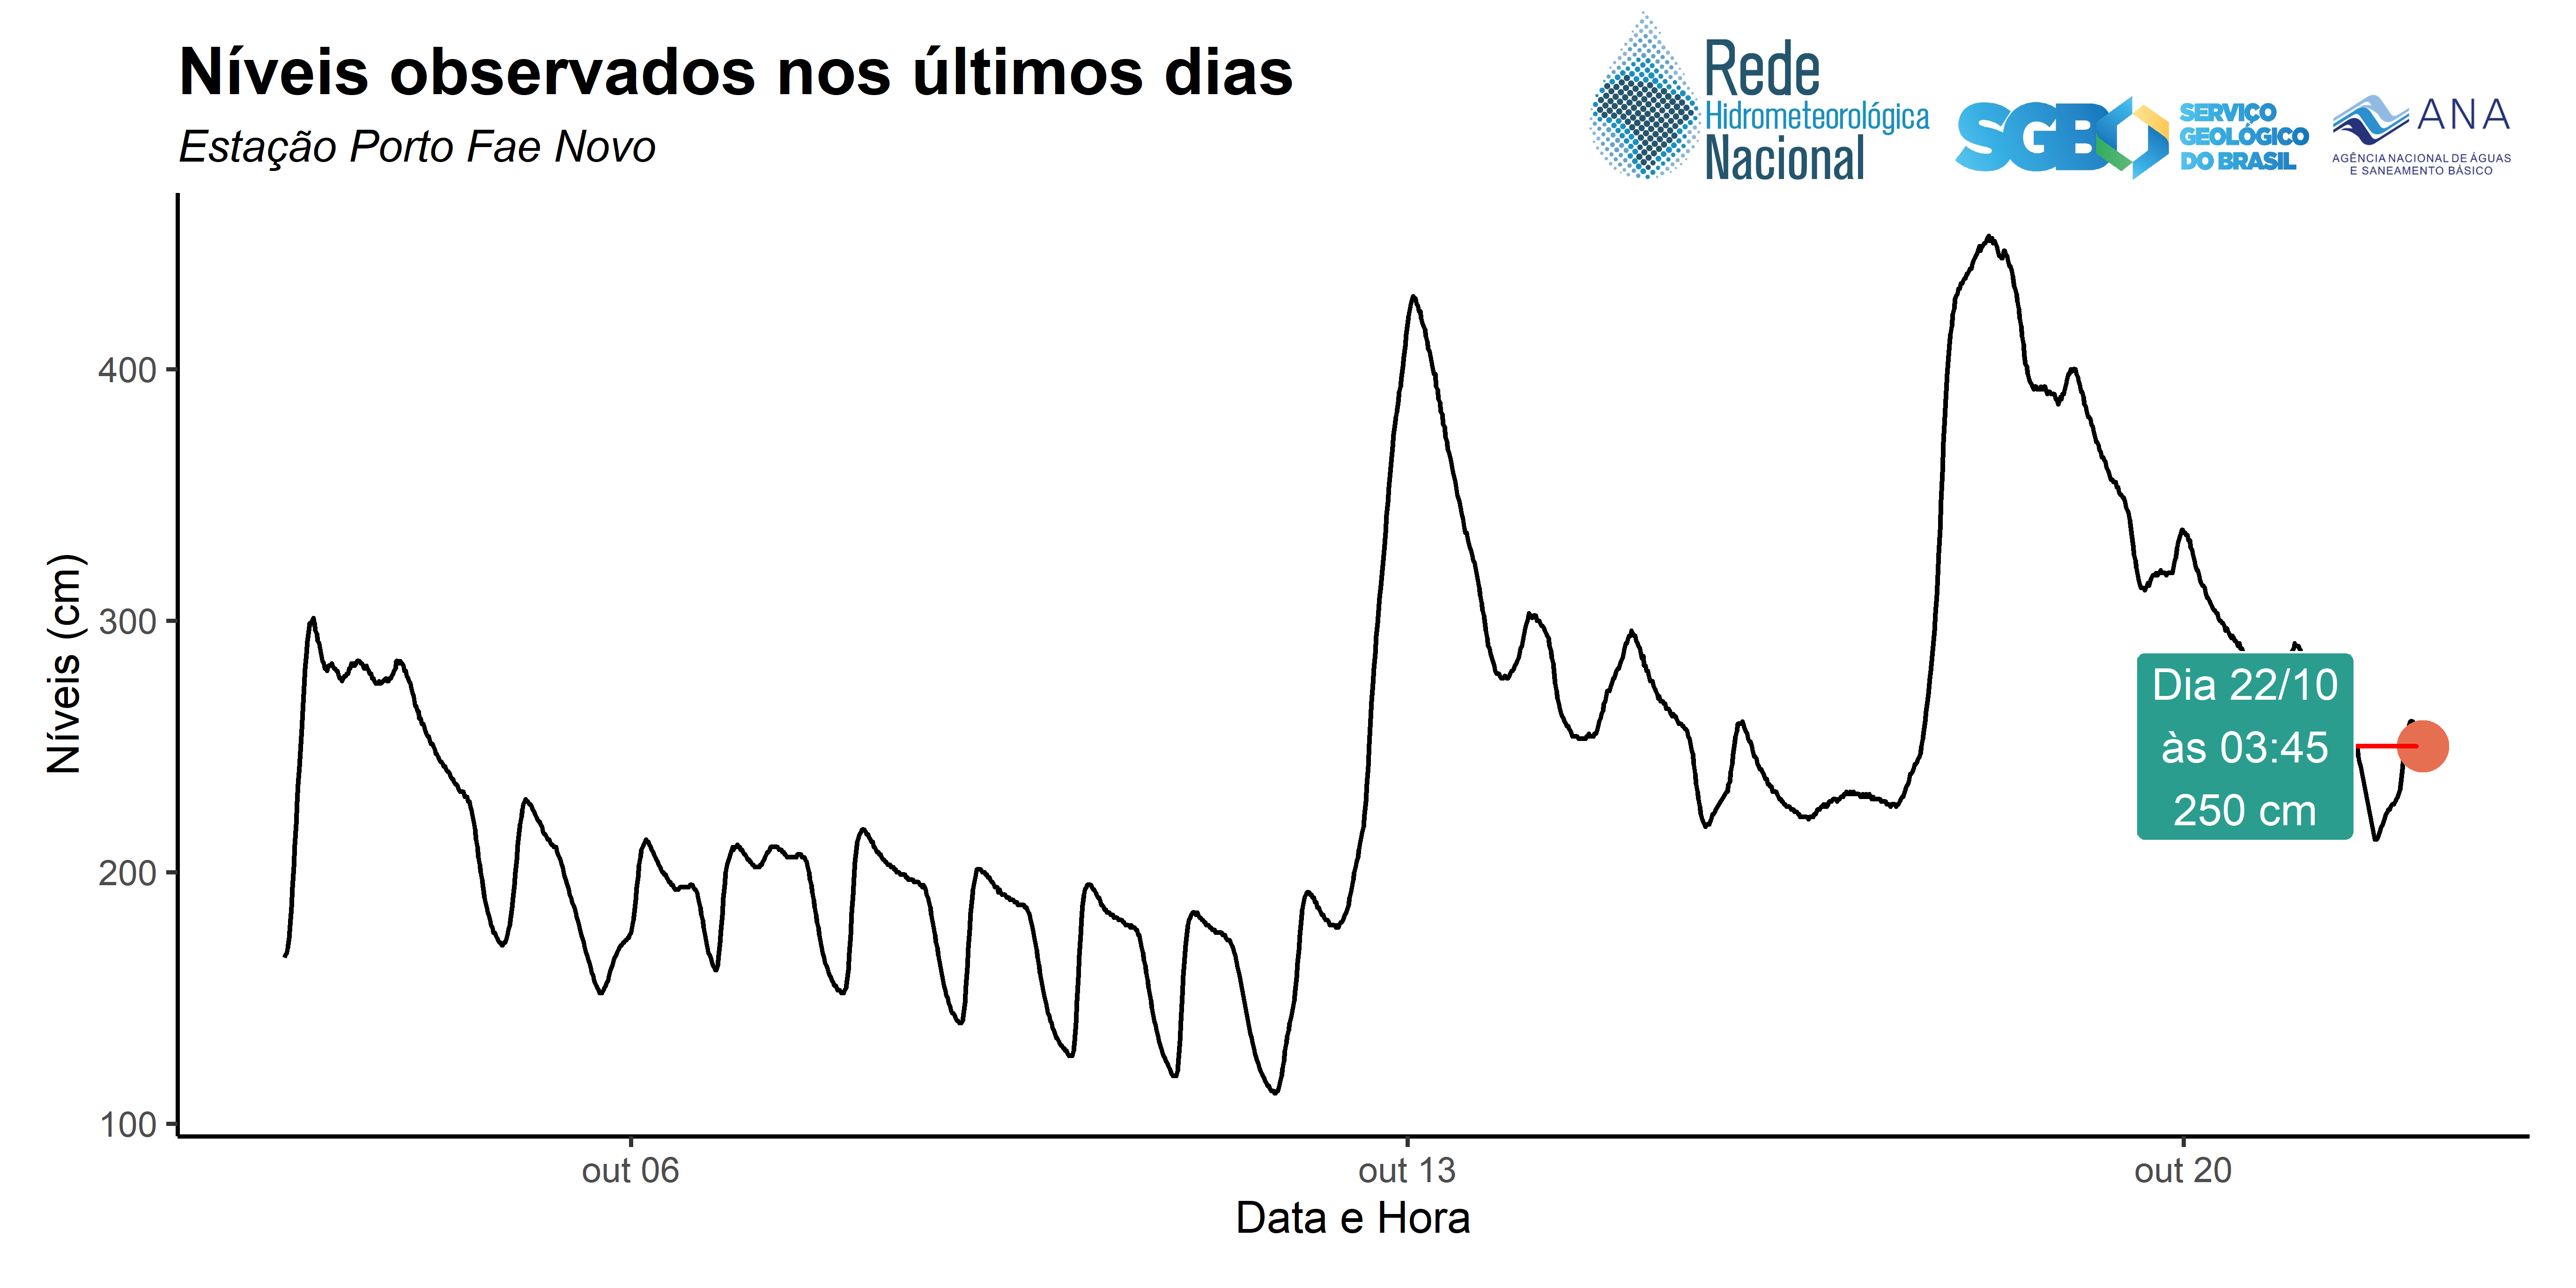 Níveis observados nos últimos dias
Estação Porto Fae Novo
Rede
Hidrometeorológica
Nacional
SGB
SERVIÇO
GEOLÓGICO
DO BRASIL
ANA
AGÊNCIA NACIONAL DE ÁGUAS
E SANEAMENTO BÁSICO
Níveis (cm)
400
300
200
100
Dia 22/10
às 03:45
250 cm
out 06
out 13
out 20
Data e Hora